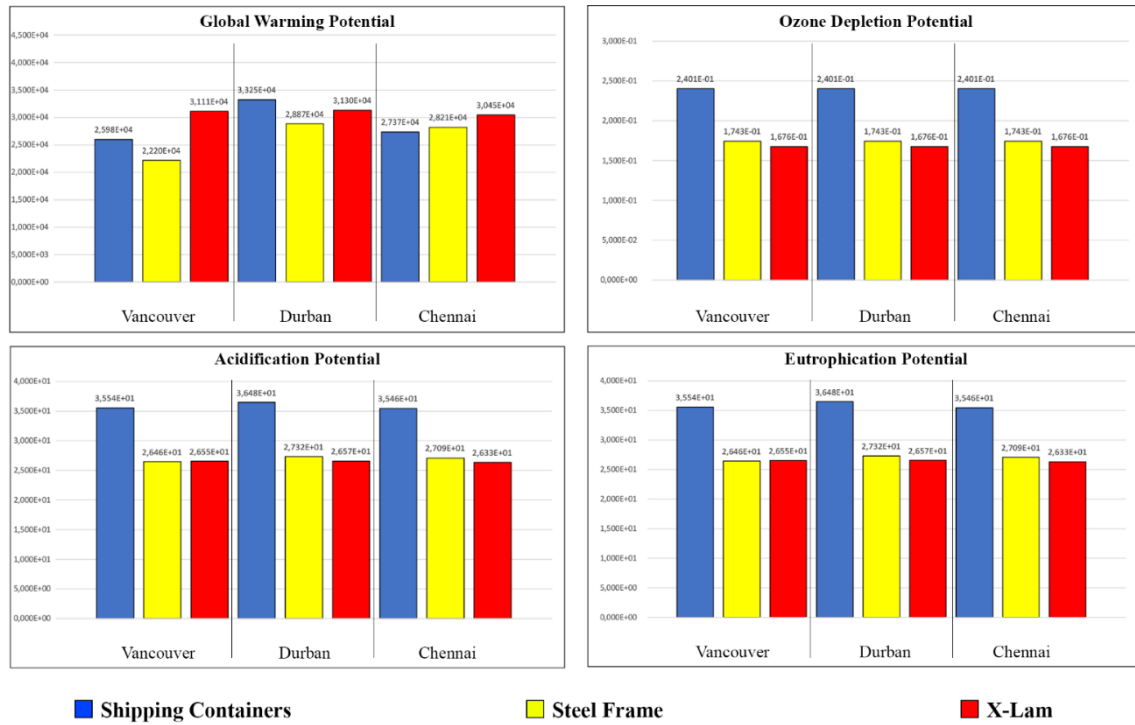 Global Warming Potential
4,500E+04
4,000E+04
3,500E+04
3,000E+04
2,500E+04
2,000E+04
1,500E+04
1,000E+04
5,000E+03
0,000E+00
2,598E+04
2,220E+04
3,111E+04
3,325E+04
2,887E+04
3,130E+04
2,737E+04
2,821E+04
3,045E+04
Vancouver
Durban
Chennai
Ozone Depletion Potential
3,000E-01
2,500E-01
2,000E-01
1,500E-01
1,000E-01
5,000E-02
0,000E+00
2,401E-01
1,743E-01
1,676E-01
2,401E-01
1,743E-01
1,676E-01
2,401E-01
1,743E-01
1,676E-01
Vancouver
Durban
Chennai
Acidification Potential
4,000E+01
3,500E+01
3,000E+01
2,500E+01
2,000E+01
1,500E+01
1,000E+01
5,000E+00
0,000E+00
3,554E+01
2,646E+01
2,655E+01
3,648E+01
2,732E+01
2,657E+01
3,546E+01
2,709E+01
2,633E+01
Vancouver
Durban
Chennai
Eutrophication Potential
4,000E+01
3,500E+01
3,000E+01
2,500E+01
2,000E+01
1,500E+01
1,000E+01
5,000E+00
0,000E+00
3,554E+01
2,646E+01
2,655E+01
3,648E+01
2,732E+01
2,657E+01
3,546E+01
2,709E+01
2,633E+01
Vancouver
Durban
Chennai
Shipping Containers
Steel Frame
X-Lam